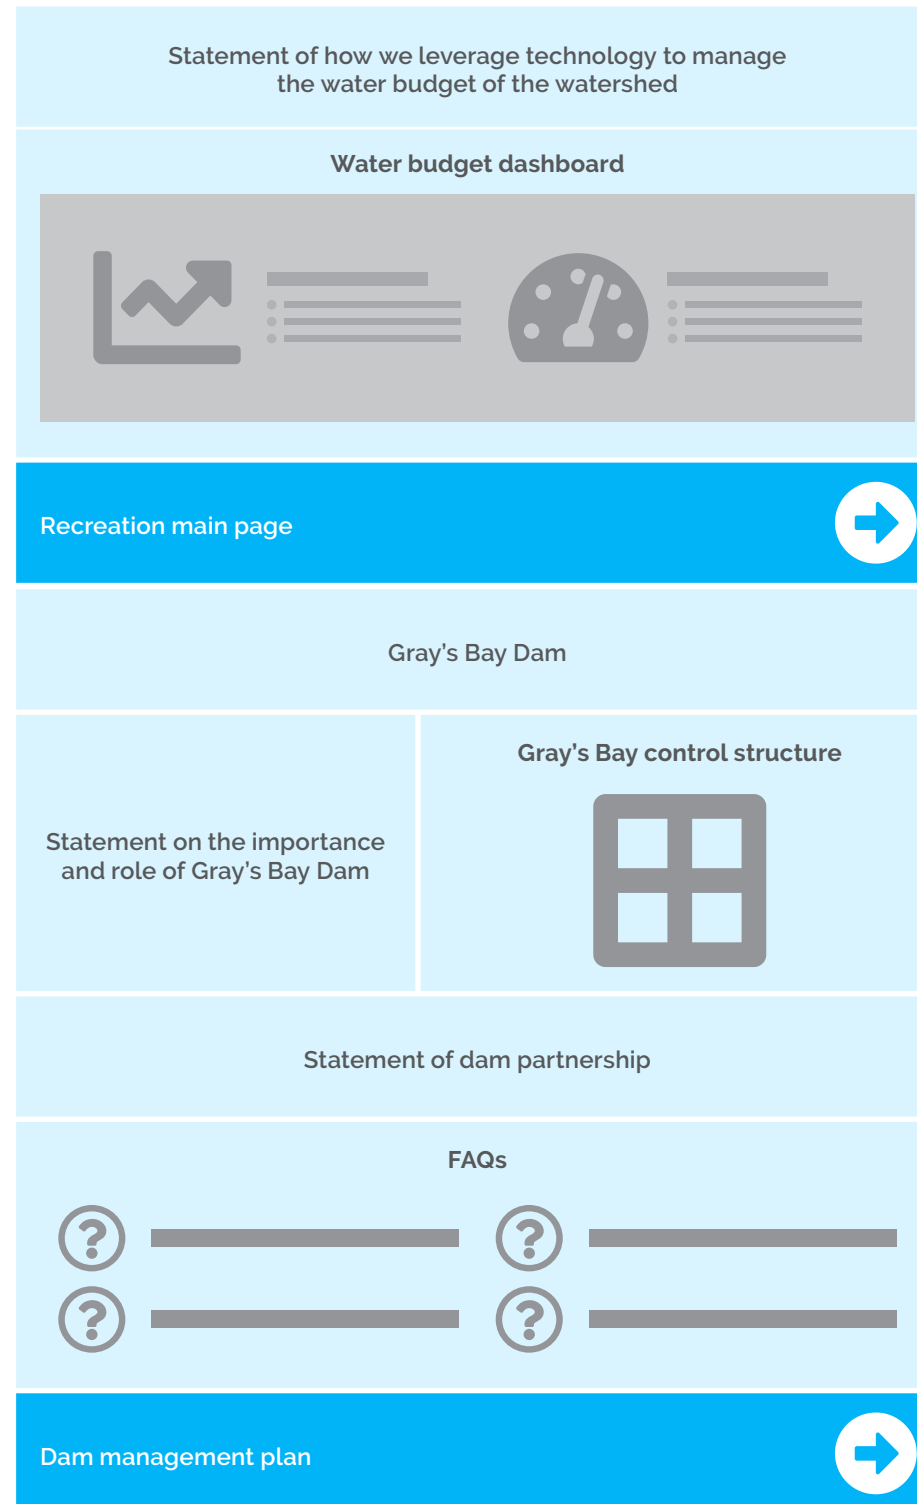 Statement of how we leverage technology to manage
the water budget of the watershed
Water budget dashboard
Recreation main page
Gray's Bay Dam
Statement on the importance
and role of Gray's Bay Dam
Gray's Bay control structure
Statement of dam partnership
FAQs
?
?
?
?
Dam management plan